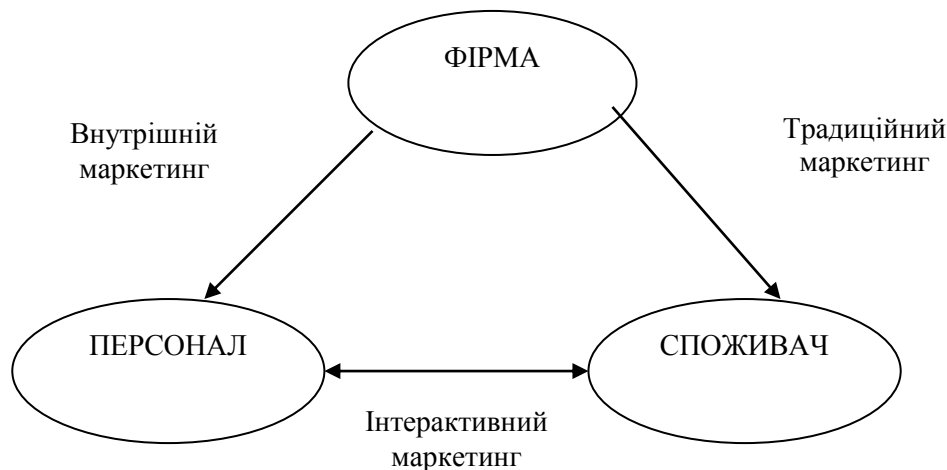 ФІРМА
Внутрішній
маркетинг
Традиційний
маркетинг
ПЕРСОНАЛ
СПОЖИВАЧ
Інтерактивний
маркетинг